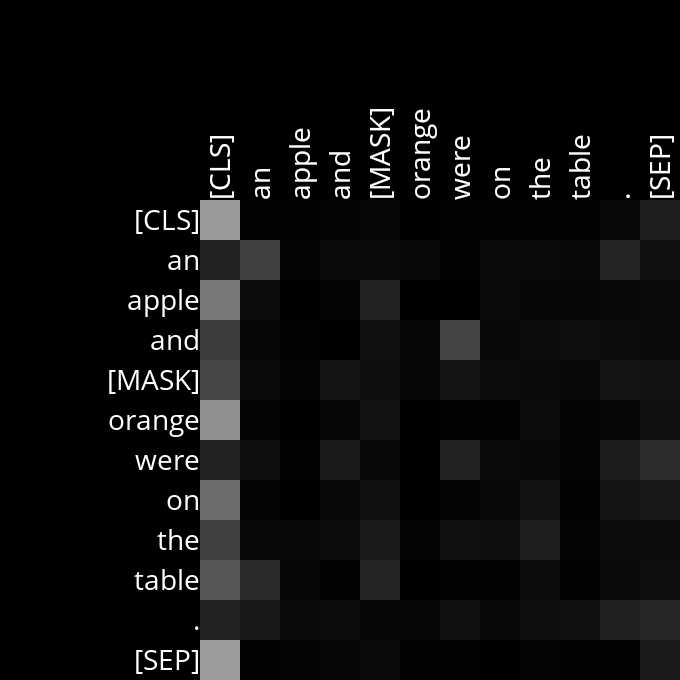 [CLS] an apple and [MASK] orange were on the table . [SEP]
[CLS]
an
apple
and
[MASK]
orange
were
on
the
table
.
[SEP]